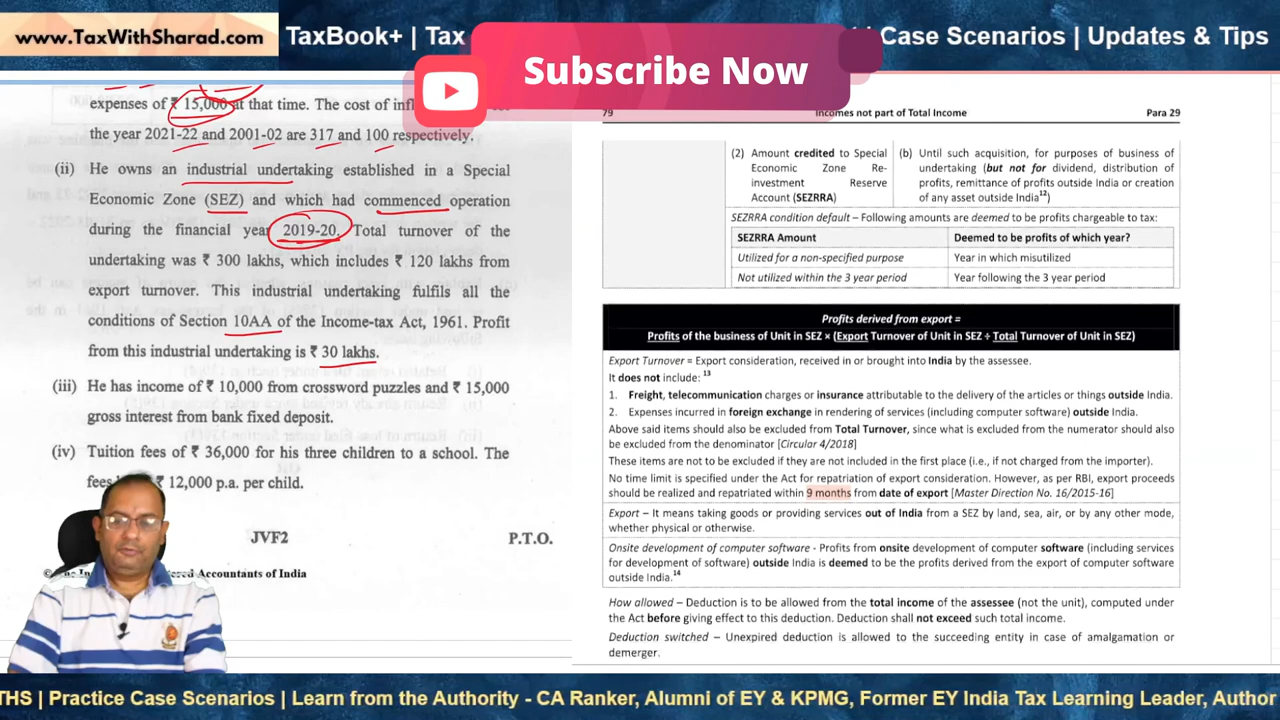 www.TaxWithSharad.com
TaxBook+ | Tax
Case Scenarios | Updates & Tips
Subscribe Now
expenses of ₹ 15,000 at that time. The cost of
the year 2021-22 and 2001-02 are 317 and 100 respectively.
(ii) He owns an industrial undertaking established in a Special
Economic Zone (SEZ) and which had commenced operation
during the financial year 2019-20. Total turnover of the
undertaking was ₹ 300 lakhs, which includes ₹ 120 lakhs from
export turnover. This industrial undertaking fulfils all the
conditions of Section 10AA of the Income-tax Act, 1961. Profit
from this industrial undertaking is ₹ 30 lakhs.
(iii) He has income of ₹ 10,000 from crossword puzzles and ₹ 15,000
gross interest from bank fixed deposit.
(iv) Tuition fees of ₹ 36,000 for his three children to a school. The
fees ₹ 12,000 p.a. per child.
JVF2
P.T.O.
Accountants of India
79
Incomes not part of Total Income
Para 29
(2) Amount credited to Special
Economic Zone Re-
investment Reserve
Account (SEZRRA)
(b) Until such acquisition, for purposes of business of
undertaking (but not for dividend, distribution of
profits, remittance of profits outside India or creation
of any asset outside India12)
SEZRRA condition default – Following amounts are deemed to be profits chargeable to tax:
SEZRRA Amount
Deemed to be profits of which year?
Utilized for a non-specified purpose
Year in which misutilized
Not utilized within the 3 year period
Year following the 3 year period
Profits derived from export =
Profits of the business of Unit in SEZ × (Export Turnover of Unit in SEZ ÷ Total Turnover of Unit in SEZ)
Export Turnover = Export consideration, received in or brought into India by the assessee.
It does not include: 13
1. Freight, telecommunication charges or insurance attributable to the delivery of the articles or things outside India.
2. Expenses incurred in foreign exchange in rendering of services (including computer software) outside India.
Above said items should also be excluded from Total Turnover, since what is excluded from the numerator should also
be excluded from the denominator [Circular 4/2018]
These items are not to be excluded if they are not included in the first place (i.e., if not charged from the importer).
No time limit is specified under the Act for repatriation of export consideration. However, as per RBI, export proceeds
should be realized and repatriated within 9 months from date of export [Master Direction No. 16/2015-16]
Export – It means taking goods or providing services out of India from a SEZ by land, sea, air, or by any other mode,
whether physical or otherwise.
Onsite development of computer software - Profits from onsite development of computer software (including services
for development of software) outside India is deemed to be the profits derived from the export of computer software
outside India.14
How allowed – Deduction is to be allowed from the total income of the assessee (not the unit), computed under
the Act before giving effect to this deduction. Deduction shall not exceed such total income.
Deduction switched – Unexpired deduction is allowed to the succeeding entity in case of amalgamation or
demerger.
THS | Practice Case Scenarios | Learn from the Authority - CA Ranker, Alumni of EY & KPMG, Former EY India Tax Learning Leader, Author